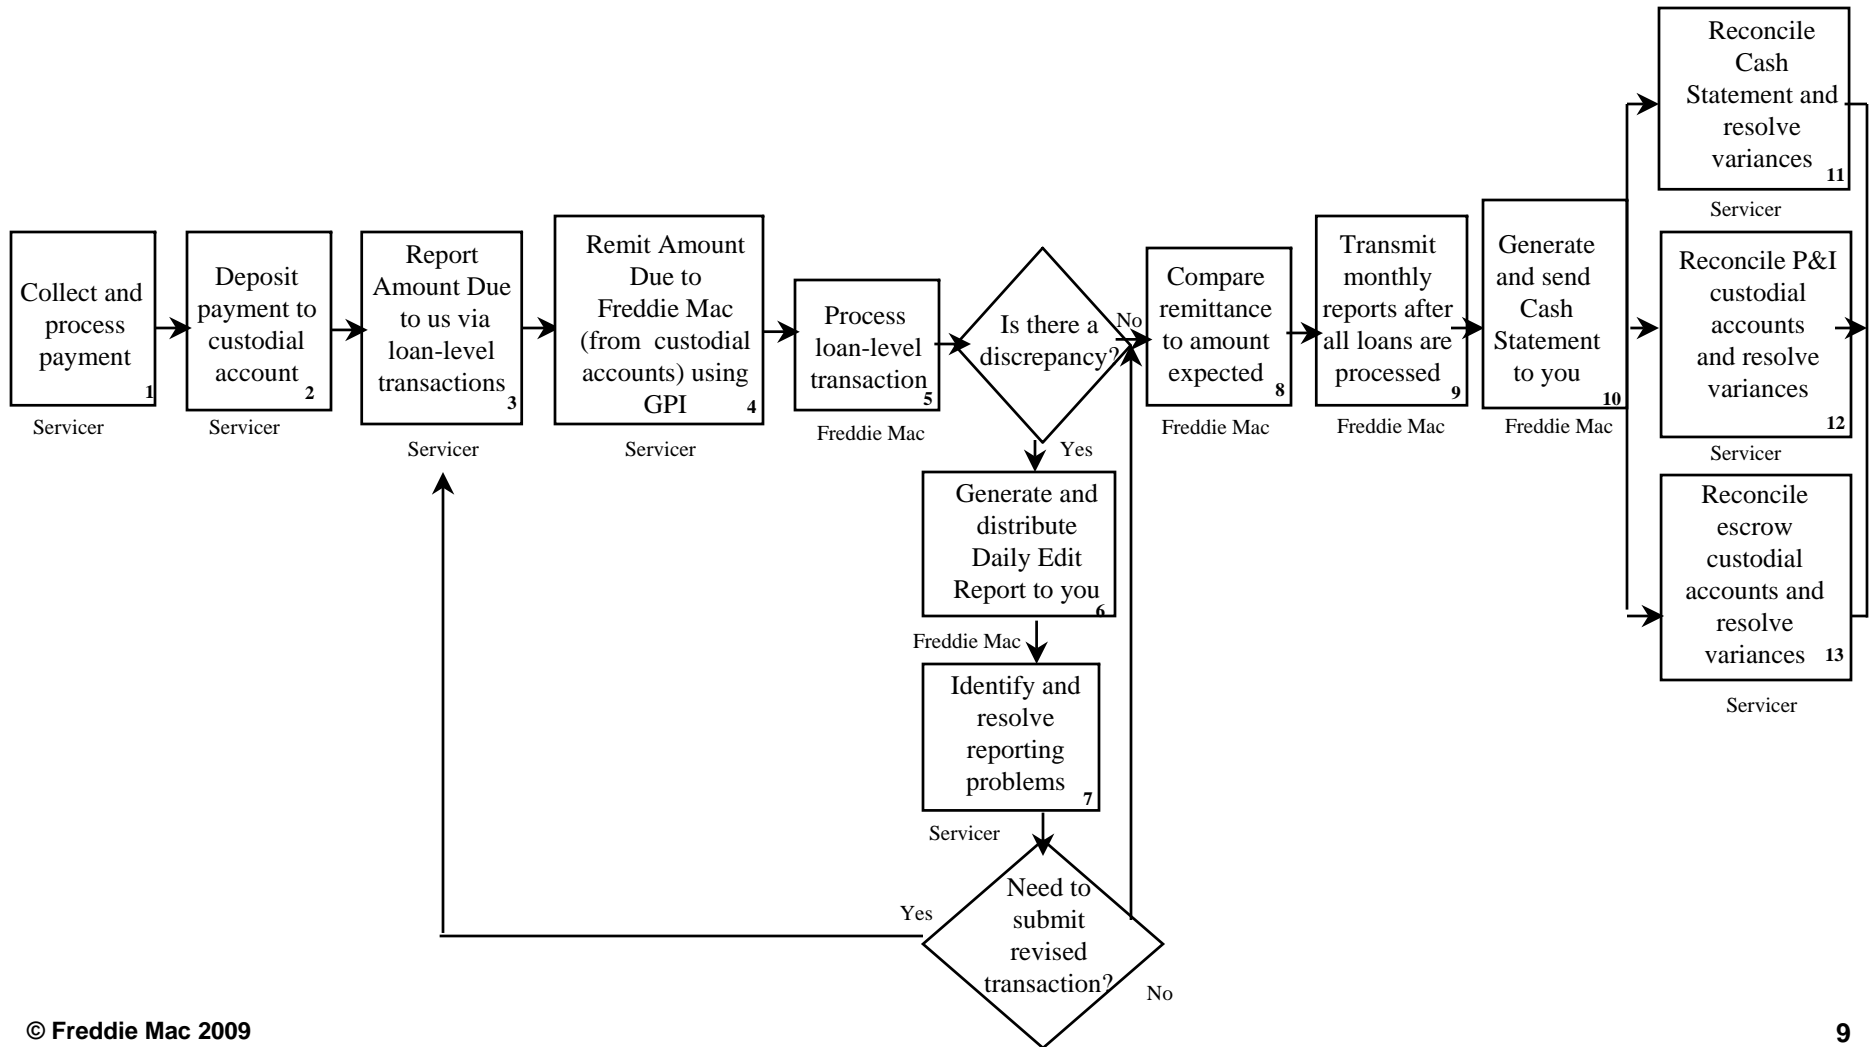 Collect and
process
payment
1
Servicer
Deposit
payment to
custodial
account
2
Servicer
Report
Amount Due
to us via
loan-level
transactions
3
Servicer
Remit Amount
Due to
Freddie Mac
(from custodial
accounts) using
GPI
4
Servicer
Process
loan-level
transaction
5
Freddie Mac
Is there a
discrepancy?
No
Yes
Generate and
distribute
Daily Edit
Report to you
6
Freddie Mac
Identify and
resolve
reporting
problems
7
Servicer
Need to
submit
revised
transaction?
Yes
No
Compare
remittance
to amount
expected
8
Freddie Mac
Transmit
monthly
reports after
all loans are
processed
9
Freddie Mac
Generate
and send
Cash
Statement
to you
10
Freddie Mac
Reconcile
Cash
Statement and
resolve
variances
11
Servicer
Reconcile P&I
custodial
accounts
and resolve
variances
12
Servicer
Reconcile
escrow
custodial
accounts and
resolve
variances
13
Servicer
© Freddie Mac 2009
9